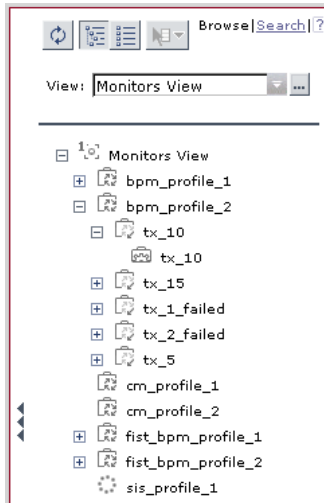 Browse|Search|?
View: Monitors View ...
1 Monitors View
bpm_profile_1
bpm_profile_2
tx_10
tx_10
tx_15
tx_1_failed
tx_2_failed
tx_5
cm_profile_1
cm_profile_2
fist_bpm_profile_1
fist_bpm_profile_2
sis_profile_1